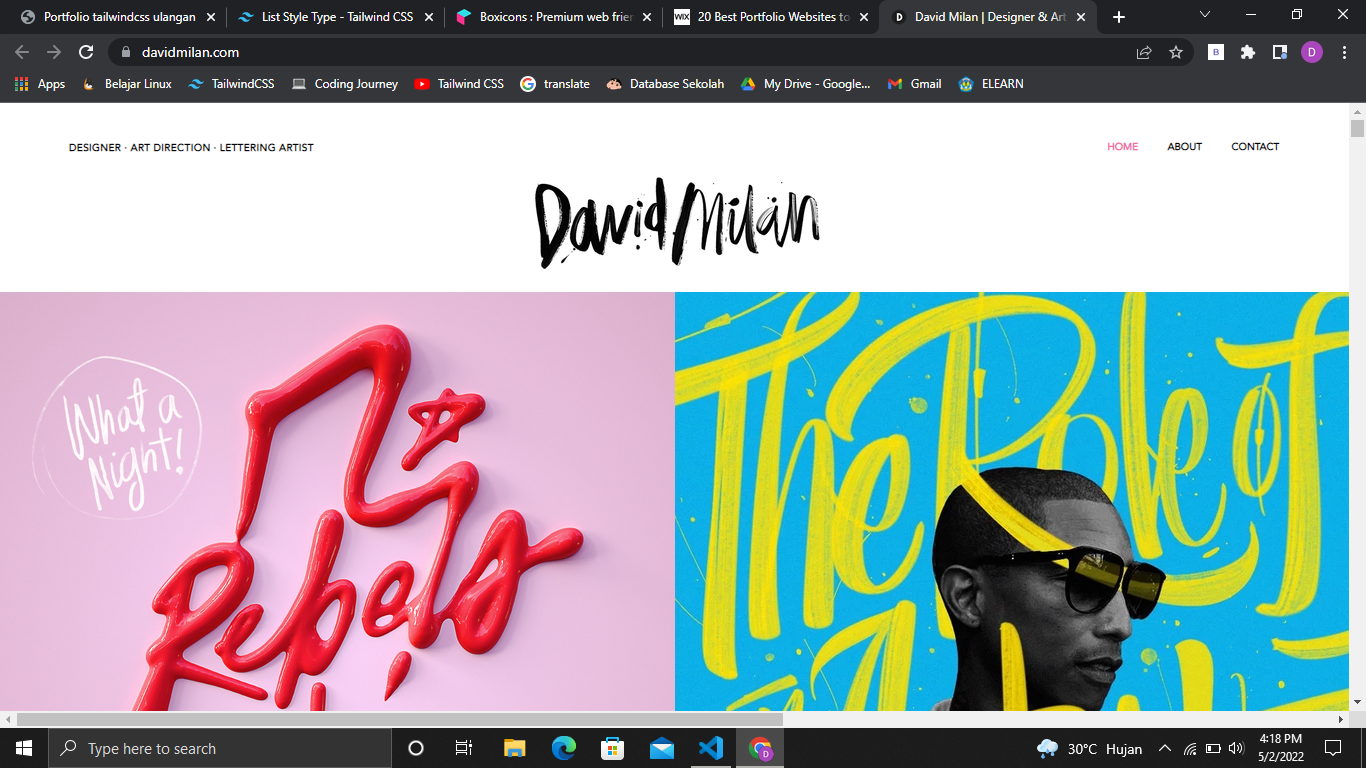 Portfolio tailwindcss ulangan
List Style Type - Tailwind CSS
Boxicons : Premium web frien
WIX
20 Best Portfolio Websites to
D
David Milan | Designer & Art
davidmilan.com
B
D
Apps
Belajar Linux
TailwindCSS
Coding Journey
Tailwind CSS
translate
Database Sekolah
My Drive - Google...
Gmail
ELEARN
DESIGNER · ART DIRECTION · LETTERING ARTIST
HOME ABOUT CONTACT
David Milan
What a
Night!
Rebels
The Role of
Type here to search
D
30°C Hujan
4:18 PM
5/2/2022